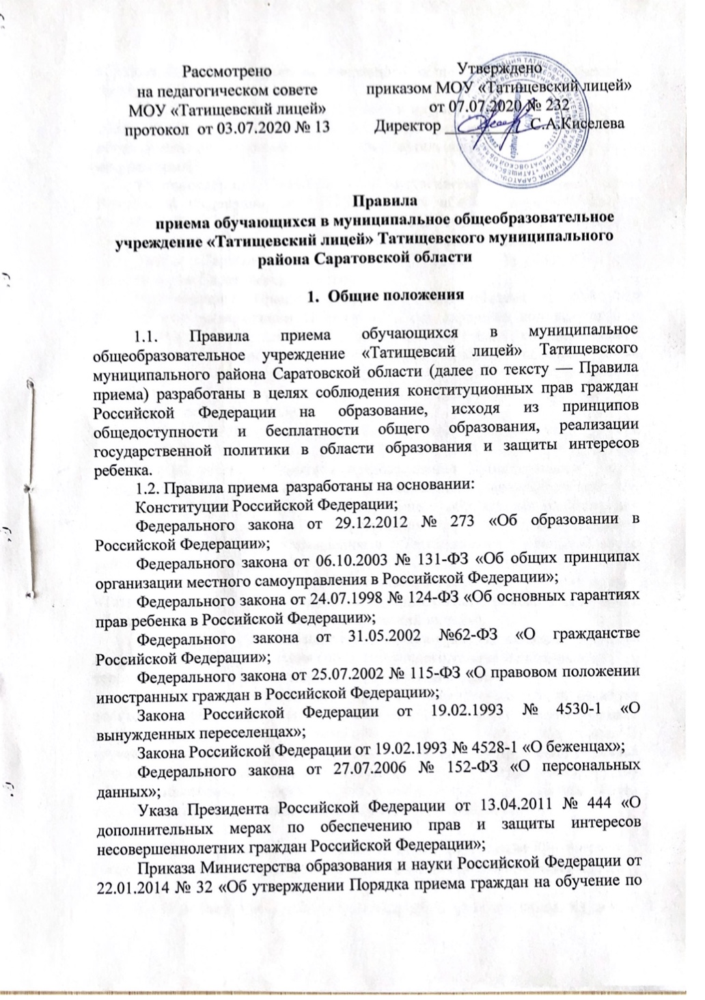 Рассмотрено
на педагогическом совете
МОУ «Татищевский лицей»
протокол от 03.07.2020 № 13
Утверждено
приказом МОУ «Татищевский лицей»
от 07.07.2020 № 232
Директор С.А.Киселева
Правила
приема обучающихся в муниципальное общеобразовательное
учреждение «Татищевский лицей» Татищевского муниципального
района Саратовской области
1. Общие положения
1.1. Правила приема обучающихся в муниципальное
общеобразовательное учреждение «Татищевсий лицей» Татищевского
муниципального района Саратовской области (далее по тексту — Правила
приема) разработаны в целях соблюдения конституционных прав граждан
Российской Федерации на образование, исходя из принципов
общедоступности и бесплатности общего образования, реализации
государственной политики в области образования и защиты интересов
ребенка.
1.2. Правила приема разработаны на основании:
Конституции Российской Федерации;
Федерального закона от 29.12.2012 № 273 «Об образовании в
Российской Федерации»;
Федерального закона от 06.10.2003 № 131-ФЗ «Об общих принципах
организации местного самоуправления в Российской Федерации»;
Федерального закона от 24.07.1998 № 124-ФЗ «Об основных гарантиях
прав ребенка в Российской Федерации»;
Федерального закона от 31.05.2002 №62-ФЗ «О гражданстве
Российской Федерации»;
Федерального закона от 25.07.2002 № 115-ФЗ «О правовом положении
иностранных граждан в Российской Федерации»;
Закона Российской Федерации от 19.02.1993 № 4530-1 «О
вынужденных переселенцах»;
Закона Российской Федерации от 19.02.1993 № 4528-1 «О беженцах»;
Федерального закона от 27.07.2006 № 152-ФЗ «О персональных
данных»;
Указа Президента Российской Федерации от 13.04.2011 № 444 «О
дополнительных мерах по обеспечению прав и защиты интересов
несовершеннолетних граждан Российской Федерации»;
Приказа Министерства образования и науки Российской Федерации от
22.01.2014 № 32 «Об утверждении Порядка приема граждан на обучение по